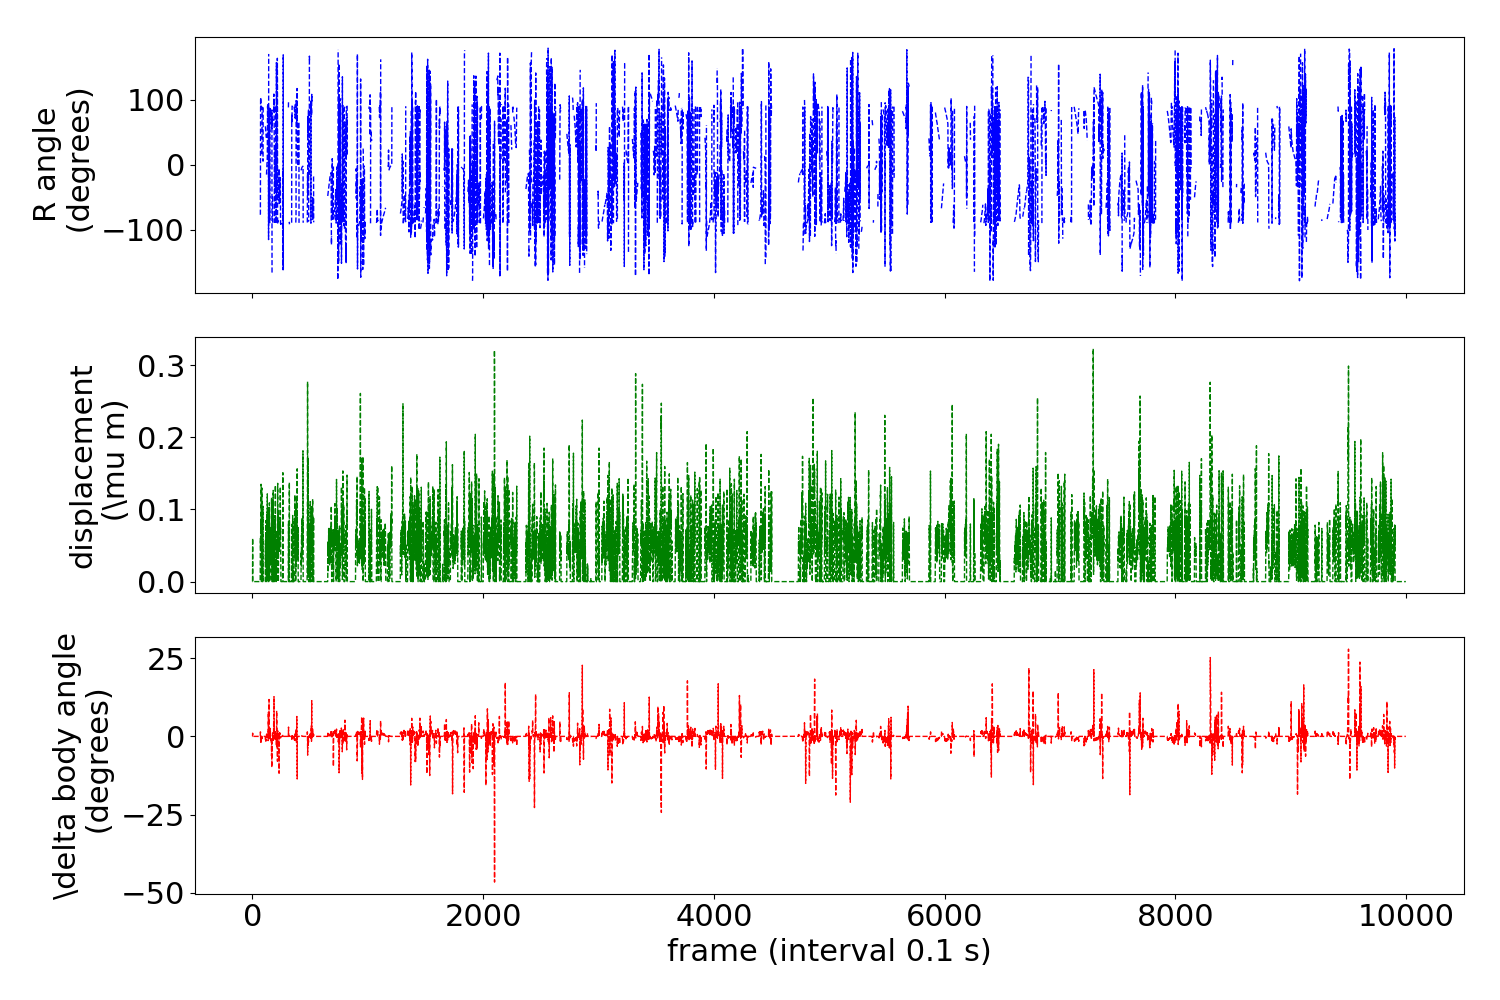 R angle
(degrees)
100
0
−100
displacement
(\mu m)
0.3
0.2
0.1
0.0
\delta body angle
(degrees)
25
0
−25
−50
0 2000 4000 6000 8000 10000
frame (interval 0.1 s)